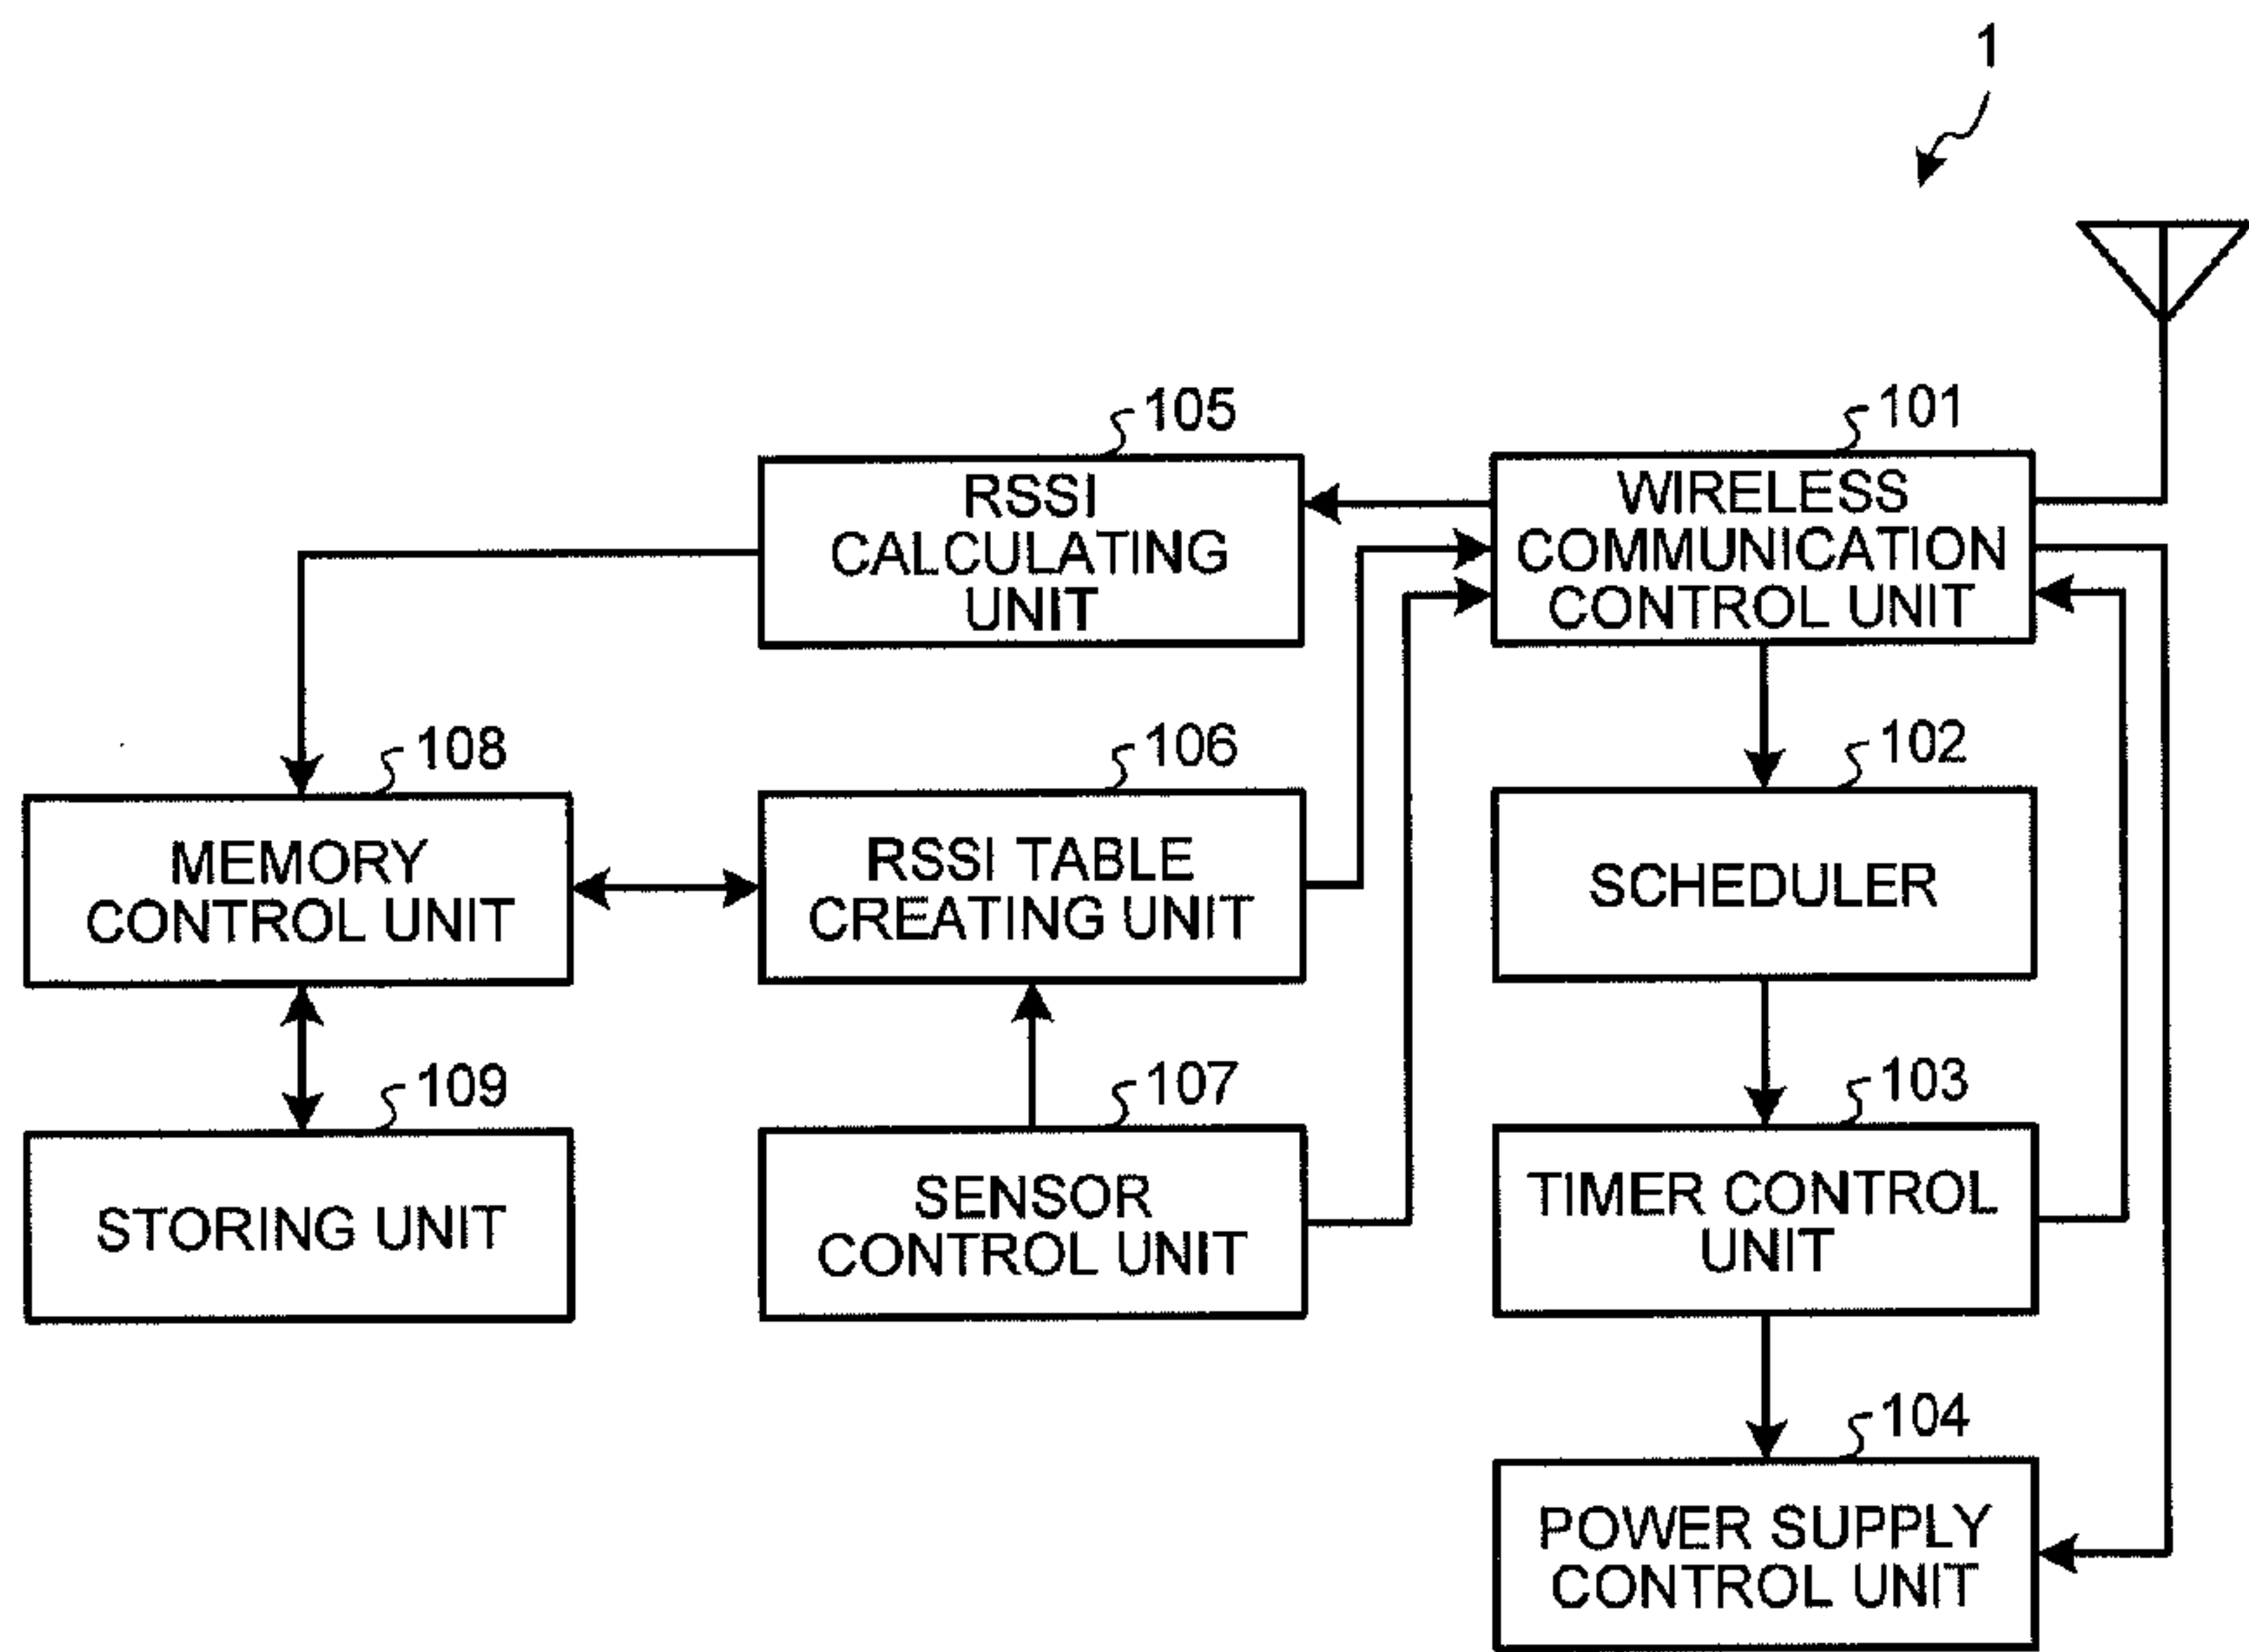 1
105
RSSI
CALCULATING
UNIT
101
WIRELESS
COMMUNICATION
CONTROL UNIT
108
MEMORY
CONTROL UNIT
106
RSSI TABLE
CREATING UNIT
102
SCHEDULER
109
STORING UNIT
107
SENSOR
CONTROL UNIT
103
TIMER CONTROL
UNIT
104
POWER SUPPLY
CONTROL UNIT